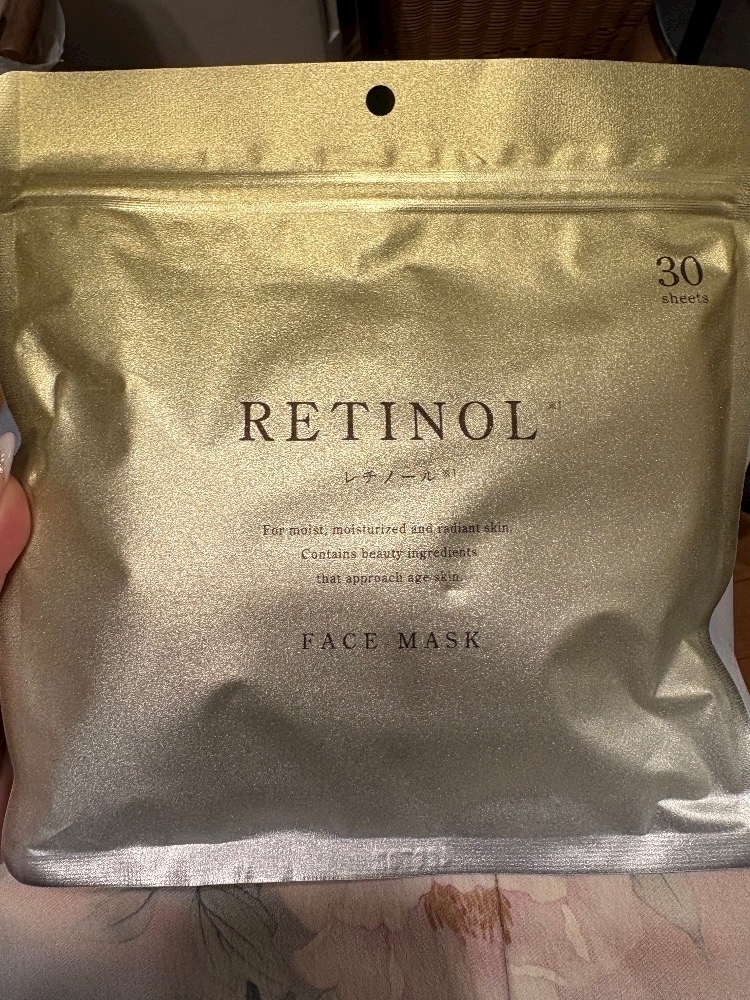 30
sheets
RETINOL ※1
レチノール ※1
For moist, moisturized and radiant skin.
Contains beauty ingredients
that approach age skin.
FACE MASK